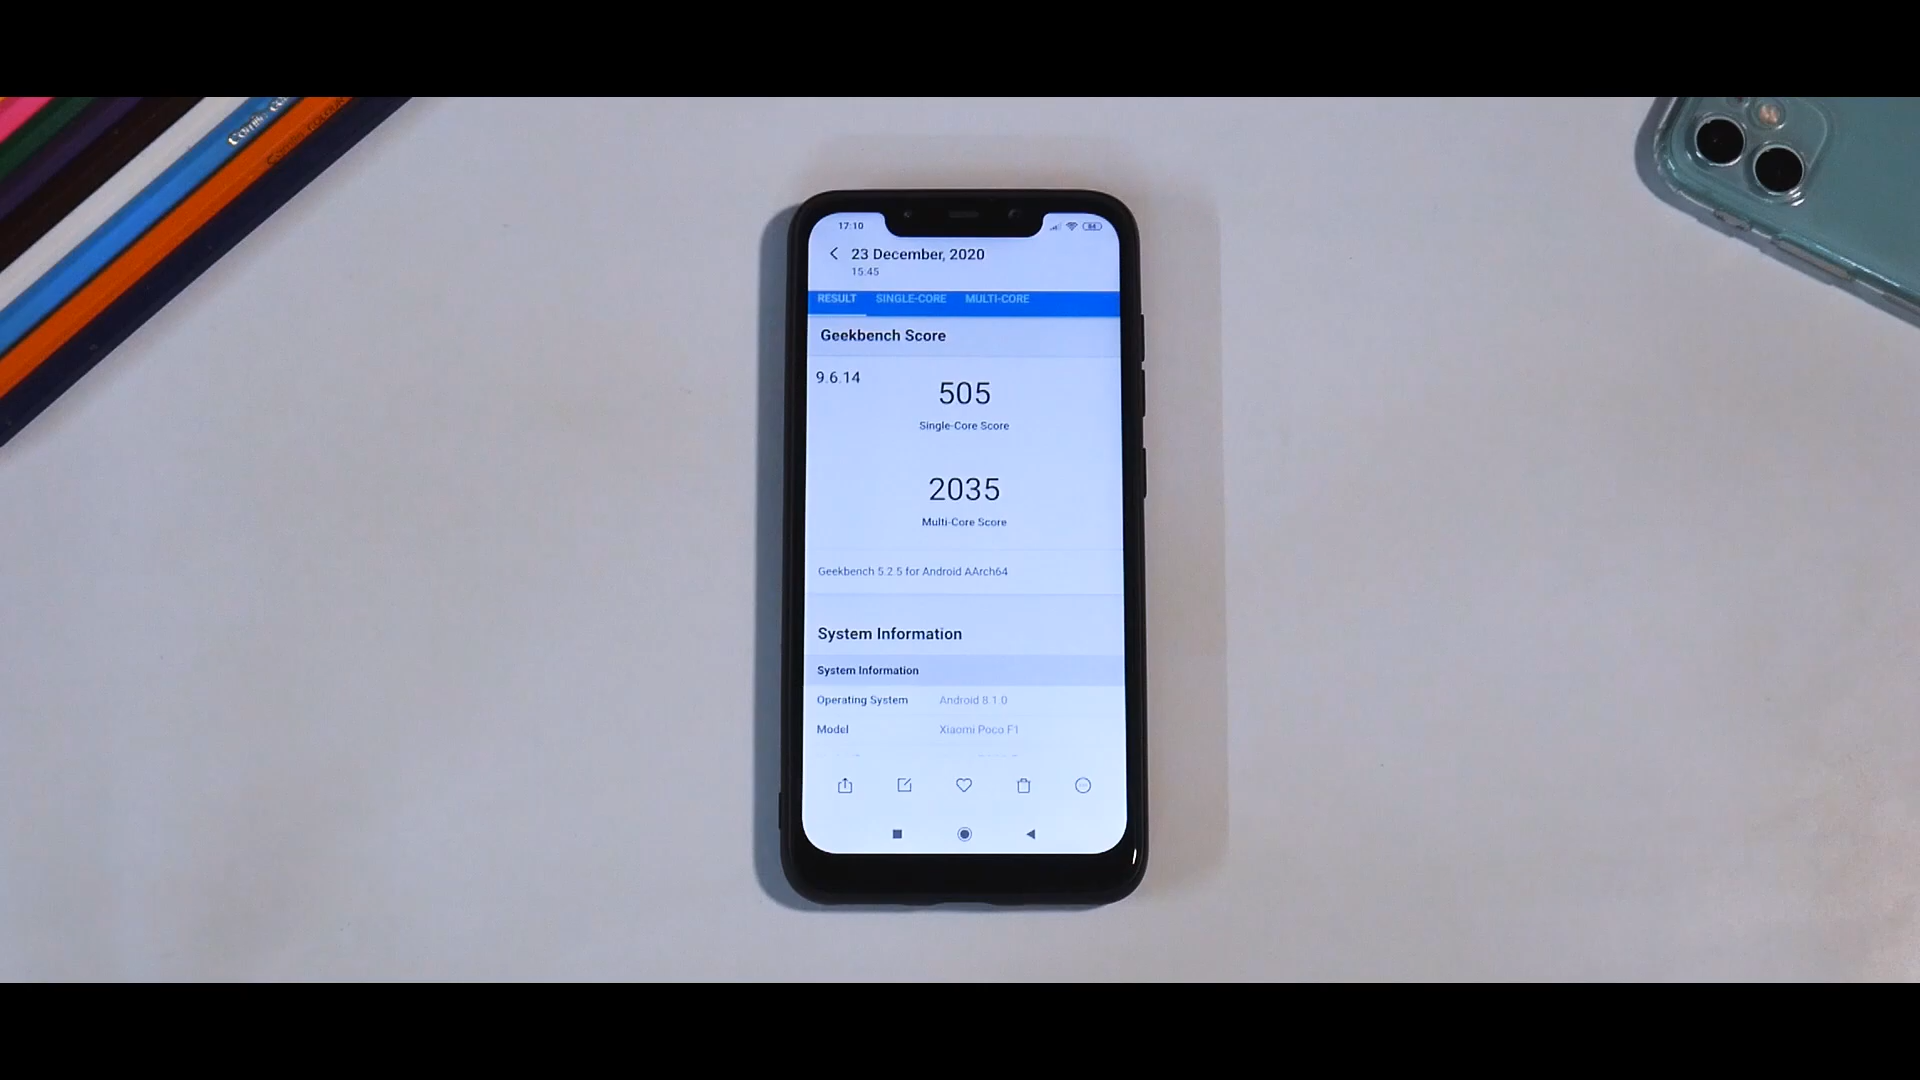 17:10
84
23 December, 2020
15:45
RESULT SINGLE-CORE MULTI-CORE
Geekbench Score
9.6.14
505
Single-Core Score
2035
Multi-Core Score
Geekbench 5.2.5 for Android AArch64
System Information
System Information
Operating System Android 8.1.0
Model Xiaomi Poco F1